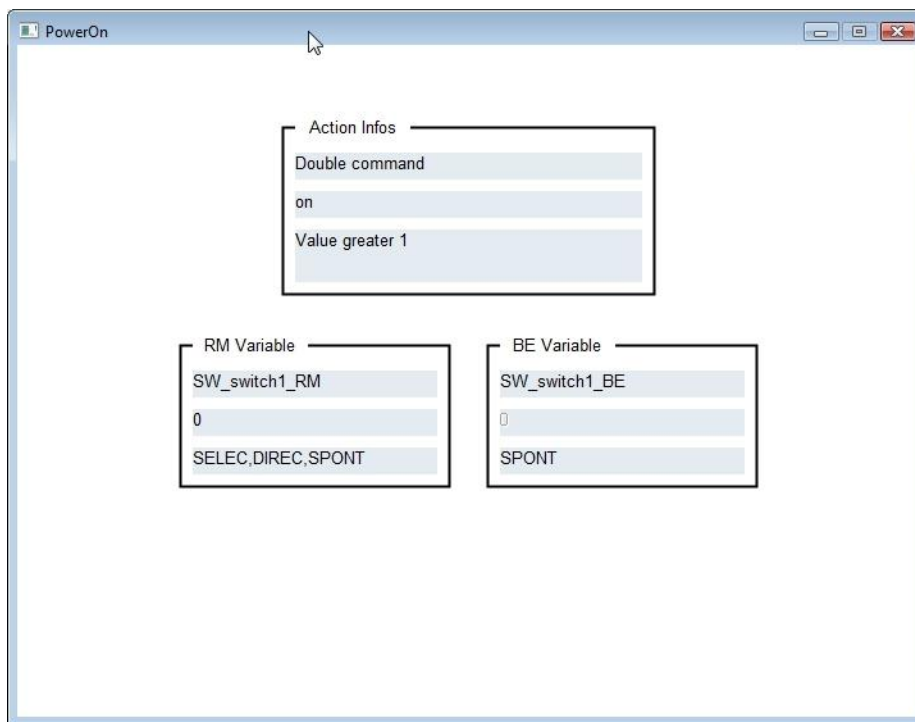 PowerOn
Action Infos
Double command
on
Value greater 1
RM Variable
SW_switch1_RM
0
SELEC,DIREC,SPONT
BE Variable
SW_switch1_BE
0
SPONT